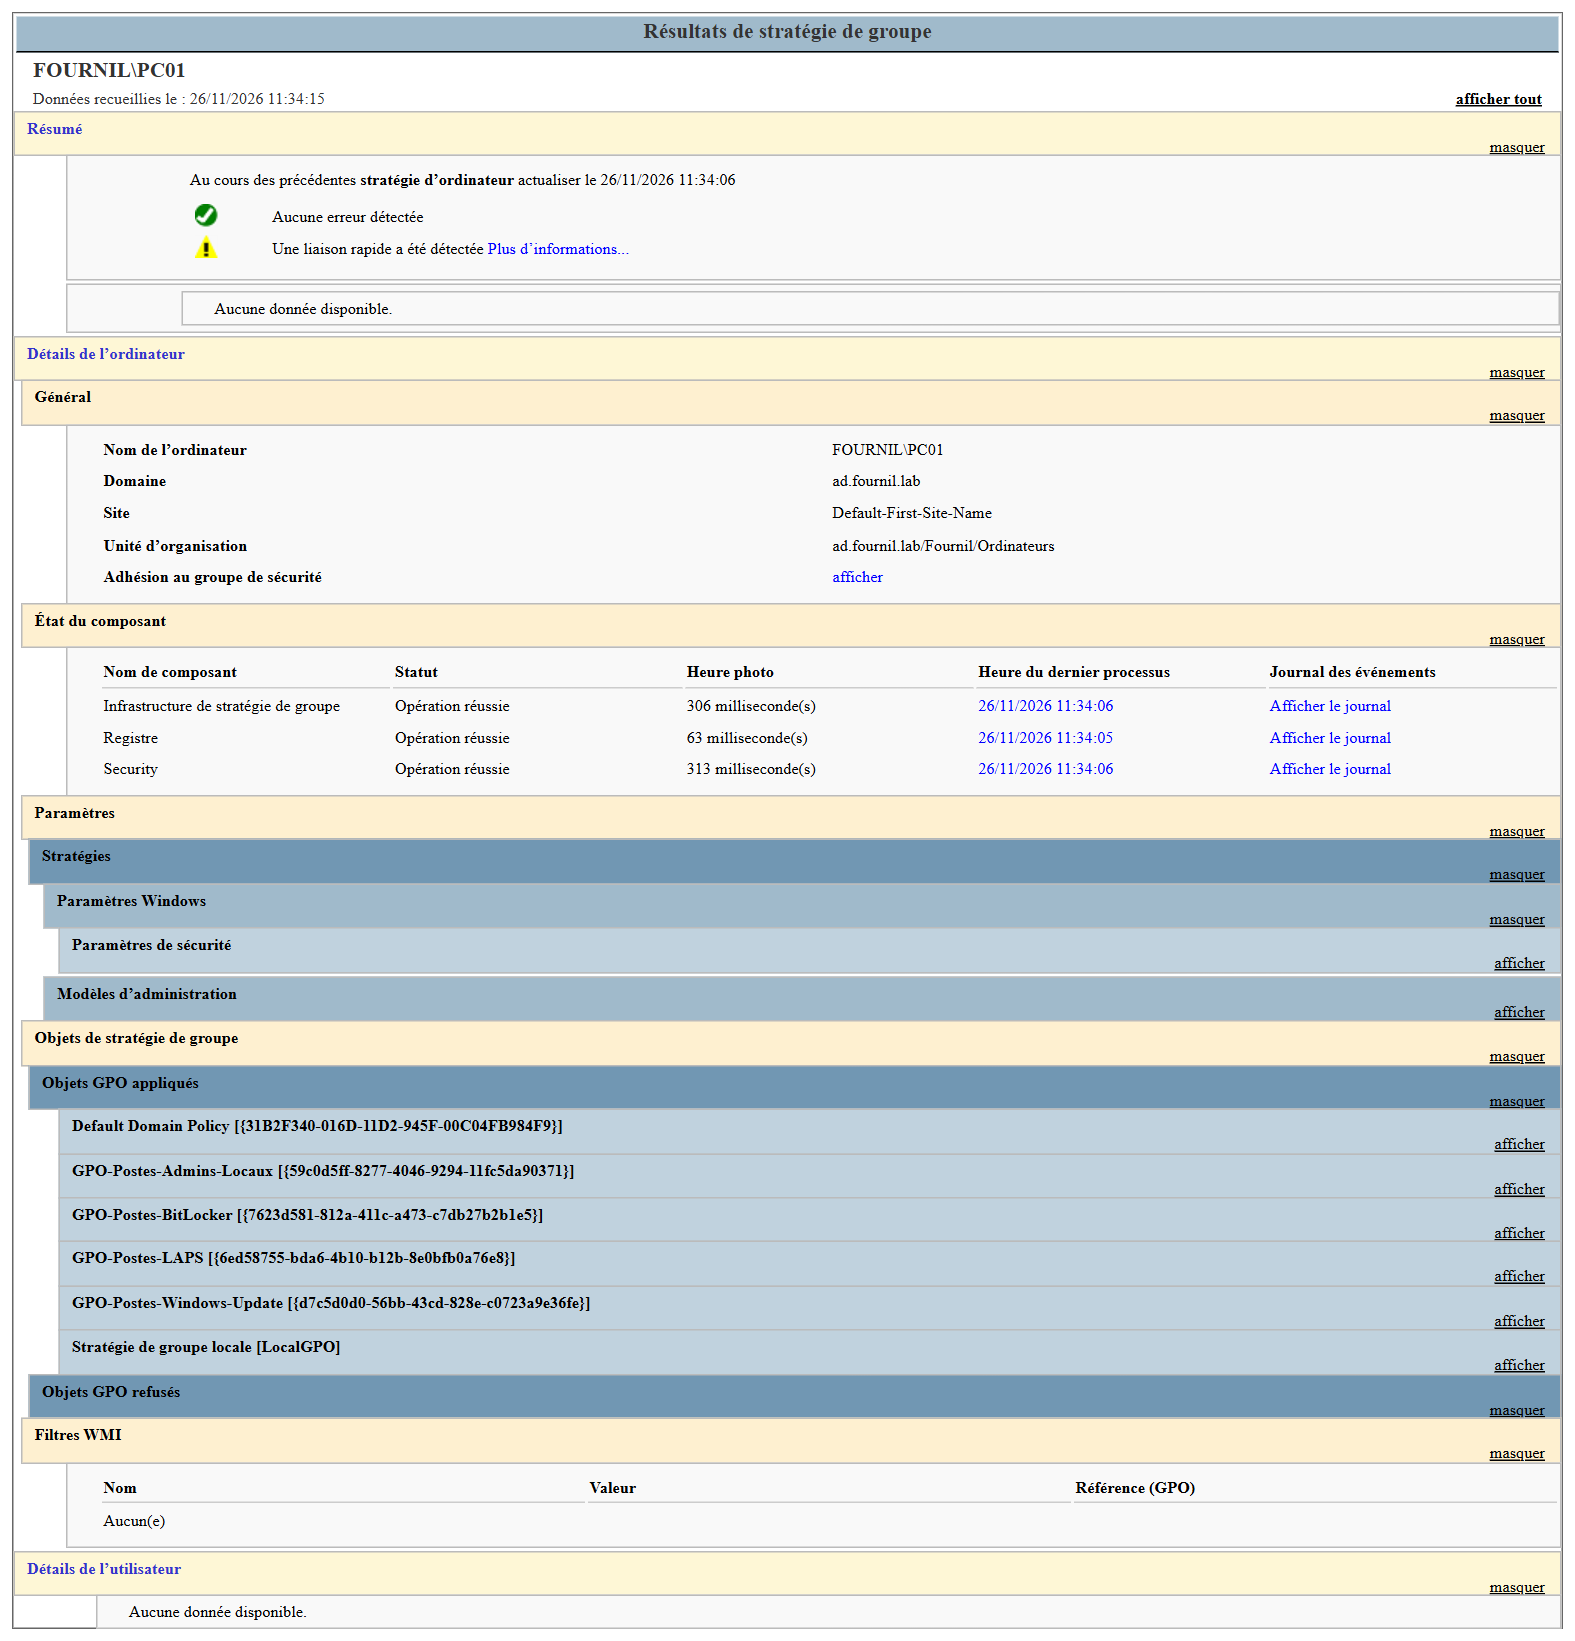 Résultats de stratégie de groupe
FOURNIL\PC01
Données recueillies le : 26/11/2026 11:34:15 afficher tout
Résumé
masquer
Au cours des précédentes stratégie d’ordinateur actualiser le 26/11/2026 11:34:06
Aucune erreur détectée
Une liaison rapide a été détectée Plus d’informations...
Aucune donnée disponible.
Détails de l’ordinateur
masquer
Général
masquer
Nom de l’ordinateur FOURNIL\PC01
Domaine ad.fournil.lab
Site Default-First-Site-Name
Unité d’organisation ad.fournil.lab/Fournil/Ordinateurs
Adhésion au groupe de sécurité afficher
État du composant
masquer
Nom de composant Statut Heure photo Heure du dernier processus Journal des événements
Infrastructure de stratégie de groupe Opération réussie 306 milliseconde(s) 26/11/2026 11:34:06 Afficher le journal
Registre Opération réussie 63 milliseconde(s) 26/11/2026 11:34:05 Afficher le journal
Security Opération réussie 313 milliseconde(s) 26/11/2026 11:34:06 Afficher le journal
Paramètres
masquer
Stratégies
masquer
Paramètres Windows
masquer
Paramètres de sécurité
afficher
Modèles d’administration
afficher
Objets de stratégie de groupe
masquer
Objets GPO appliqués
masquer
Default Domain Policy [{31B2F340-016D-11D2-945F-00C04FB984F9}]
afficher
GPO-Postes-Admins-Locaux [{59c0d5ff-8277-4046-9294-11fc5da90371}]
afficher
GPO-Postes-BitLocker [{7623d581-812a-411c-a473-c7db27b2b1e5}]
afficher
GPO-Postes-LAPS [{6ed58755-bda6-4b10-b12b-8e0bfb0a76e8}]
afficher
GPO-Postes-Windows-Update [{d7c5d0d0-56bb-43cd-828e-c0723a9e36fe}]
afficher
Stratégie de groupe locale [LocalGPO]
afficher
Objets GPO refusés
masquer
Filtres WMI
masquer
Nom Valeur Référence (GPO)
Aucun(e)
Détails de l’utilisateur
masquer
Aucune donnée disponible.